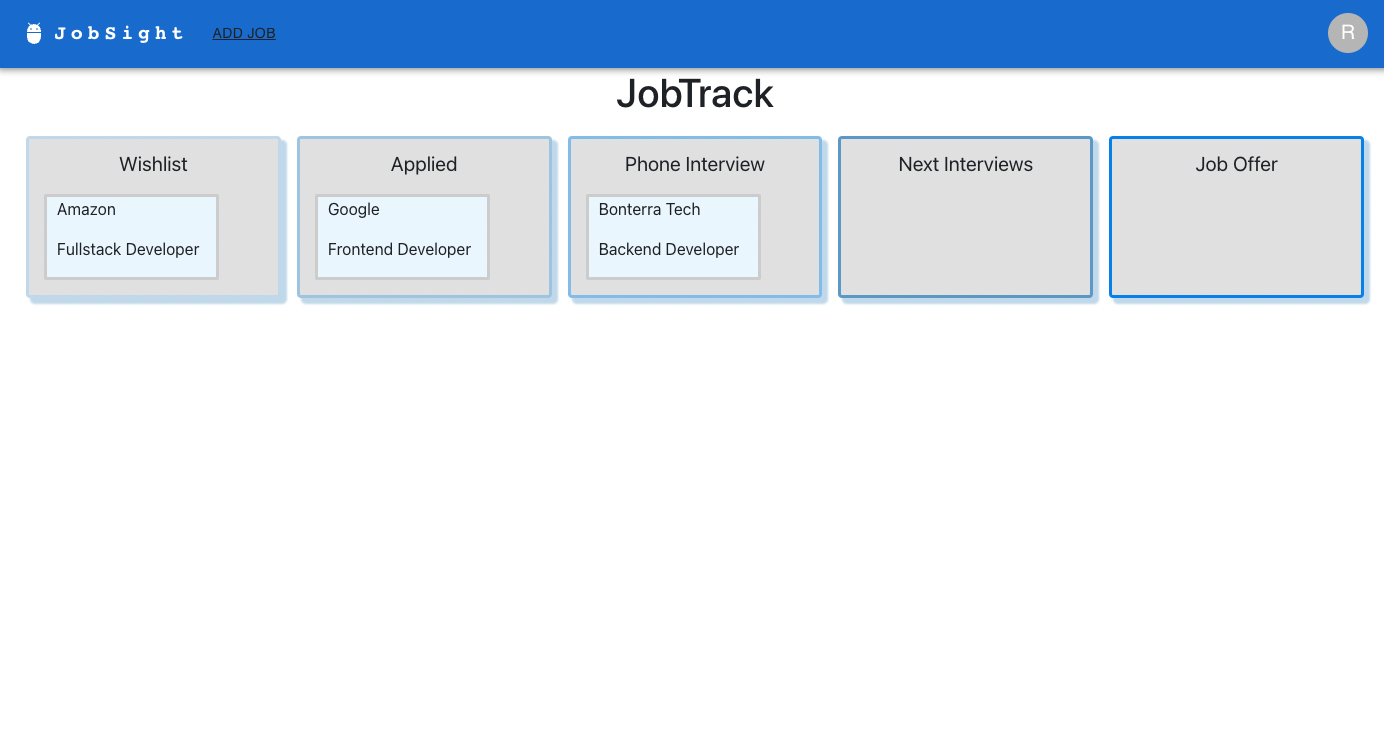 JobSight
ADD JOB
R
JobTrack
Wishlist
Amazon
Fullstack Developer
Applied
Google
Frontend Developer
Phone Interview
Bonterra Tech
Backend Developer
Next Interviews
Job Offer